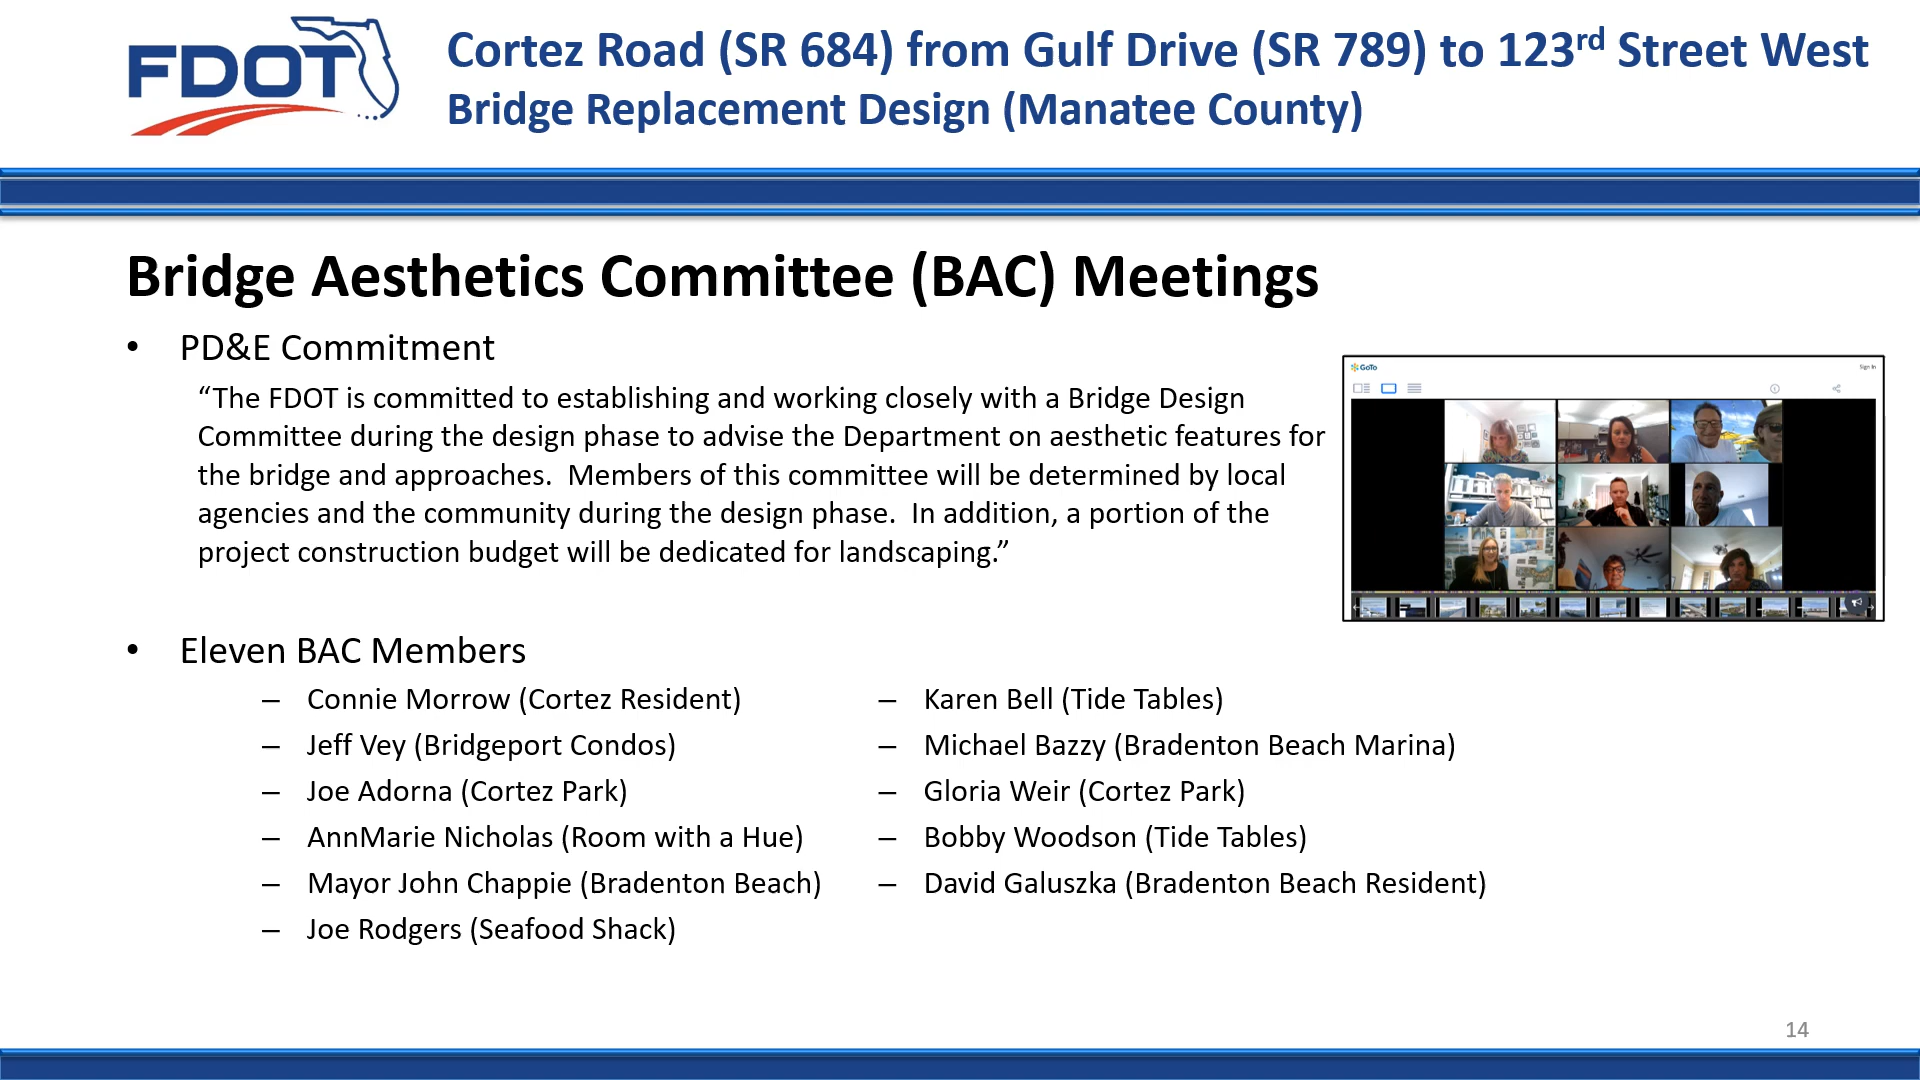 FDOT
Cortez Road (SR 684) from Gulf Drive (SR 789) to 123rd Street West
Bridge Replacement Design (Manatee County)
Bridge Aesthetics Committee (BAC) Meetings
• PD&E Commitment
“The FDOT is committed to establishing and working closely with a Bridge Design
Committee during the design phase to advise the Department on aesthetic features for
the bridge and approaches.  Members of this committee will be determined by local
agencies and the community during the design phase.  In addition, a portion of the
project construction budget will be dedicated for landscaping.”
GoTo
Sign In
• Eleven BAC Members
– Connie Morrow (Cortez Resident)
– Jeff Vey (Bridgeport Condos)
– Joe Adorna (Cortez Park)
– AnnMarie Nicholas (Room with a Hue)
– Mayor John Chappie (Bradenton Beach)
– Joe Rodgers (Seafood Shack)
– Karen Bell (Tide Tables)
– Michael Bazzy (Bradenton Beach Marina)
– Gloria Weir (Cortez Park)
– Bobby Woodson (Tide Tables)
– David Galuszka (Bradenton Beach Resident)
14